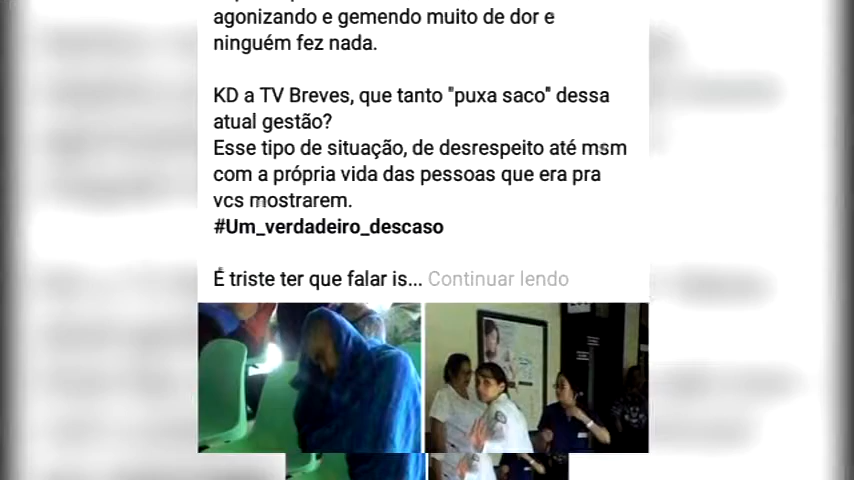 agonizando e gemendo muito de dor e
ninguém fez nada.
KD a TV Breves, que tanto "puxa saco" dessa
atual gestão?
Esse tipo de situação, de desrespeito até msm
com a própria vida das pessoas que era pra
vcs mostrarem.
#Um_verdadeiro_descaso
É triste ter que falar is... Continuar lendo